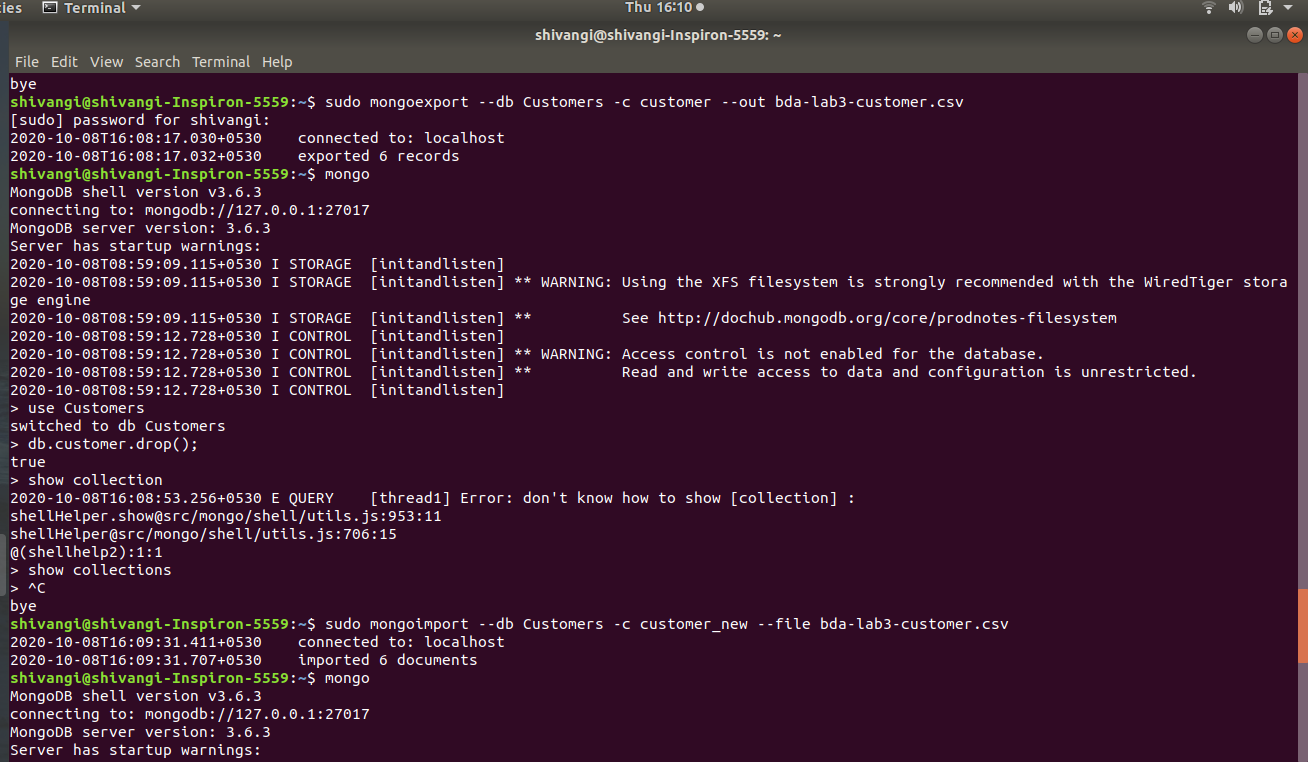 ies Terminal Thu 16:10
shivangi@shivangi-Inspiron-5559: ~
File Edit View Search Terminal Help
bye
shivangi@shivangi-Inspiron-5559:~$ sudo mongoexport --db Customers -c customer --out bda-lab3-customer.csv
[sudo] password for shivangi:
2020-10-08T16:08:17.030+0530    connected to: localhost
2020-10-08T16:08:17.032+0530    exported 6 records
shivangi@shivangi-Inspiron-5559:~$ mongo
MongoDB shell version v3.6.3
connecting to: mongodb://127.0.0.1:27017
MongoDB server version: 3.6.3
Server has startup warnings:
2020-10-08T08:59:09.115+0530 I STORAGE  [initandlisten]
2020-10-08T08:59:09.115+0530 I STORAGE  [initandlisten] ** WARNING: Using the XFS filesystem is strongly recommended with the WiredTiger stora
ge engine
2020-10-08T08:59:09.115+0530 I STORAGE  [initandlisten] **          See http://dochub.mongodb.org/core/prodnotes-filesystem
2020-10-08T08:59:12.728+0530 I CONTROL  [initandlisten]
2020-10-08T08:59:12.728+0530 I CONTROL  [initandlisten] ** WARNING: Access control is not enabled for the database.
2020-10-08T08:59:12.728+0530 I CONTROL  [initandlisten] **          Read and write access to data and configuration is unrestricted.
2020-10-08T08:59:12.728+0530 I CONTROL  [initandlisten]
> use Customers
switched to db Customers
> db.customer.drop();
true
> show collection
2020-10-08T16:08:53.256+0530 E QUERY    [thread1] Error: don't know how to show [collection] :
shellHelper.show@src/mongo/shell/utils.js:953:11
shellHelper@src/mongo/shell/utils.js:706:15
@(shellhelp2):1:1
> show collections
> ^C
bye
shivangi@shivangi-Inspiron-5559:~$ sudo mongoimport --db Customers -c customer_new --file bda-lab3-customer.csv
2020-10-08T16:09:31.411+0530    connected to: localhost
2020-10-08T16:09:31.707+0530    imported 6 documents
shivangi@shivangi-Inspiron-5559:~$ mongo
MongoDB shell version v3.6.3
connecting to: mongodb://127.0.0.1:27017
MongoDB server version: 3.6.3
Server has startup warnings: